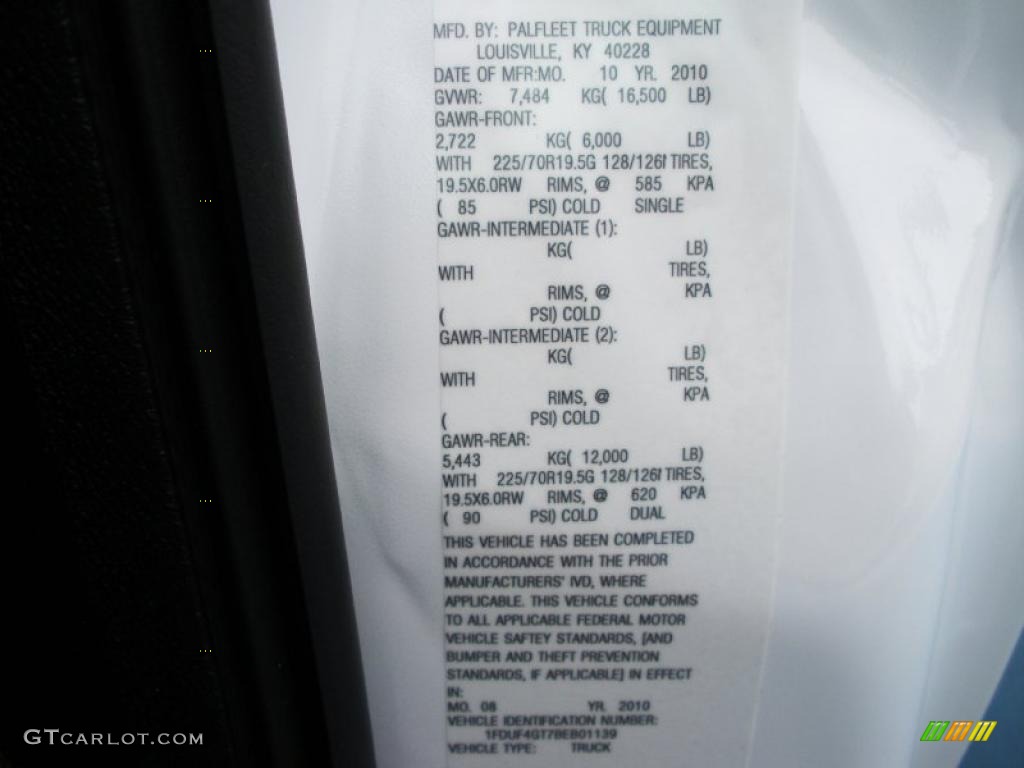 MFD. BY: PALFLEET TRUCK EQUIPMENT
LOUISVILLE, KY 40228
DATE OF MFR:MO. 10 YR. 2010
GVWR: 7,484 KG( 16,500 LB)
GAWR-FRONT:
2,722 KG( 6,000 LB)
WITH 225/70R19.5G 128/126 TIRES,
19.5X6.0RW RIMS, @ 585 KPA
( 85 PSI) COLD SINGLE
GAWR-INTERMEDIATE (1):
KG( LB)
WITH TIRES,
RIMS, @ KPA
( PSI) COLD
GAWR-INTERMEDIATE (2):
KG( LB)
WITH TIRES,
RIMS, @ KPA
( PSI) COLD
GAWR-REAR:
5,443 KG( 12,000 LB)
WITH 225/70R19.5G 128/126 TIRES,
19.5X6.0RW RIMS, @ 620 KPA
( 90 PSI) COLD DUAL
THIS VEHICLE HAS BEEN COMPLETED
IN ACCORDANCE WITH THE PRIOR
MANUFACTURERS' IVD, WHERE
APPLICABLE. THIS VEHICLE CONFORMS
TO ALL APPLICABLE FEDERAL MOTOR
VEHICLE SAFTEY STANDARDS, [AND
BUMPER AND THEFT PREVENTION
STANDARDS, IF APPLICABLE] IN EFFECT
IN:
MO. 08 YR. 2010
VEHICLE IDENTIFICATION NUMBER:
1FDUF4GT7BEB01139
VEHICLE TYPE: TRUCK
GTCARCOM.COM